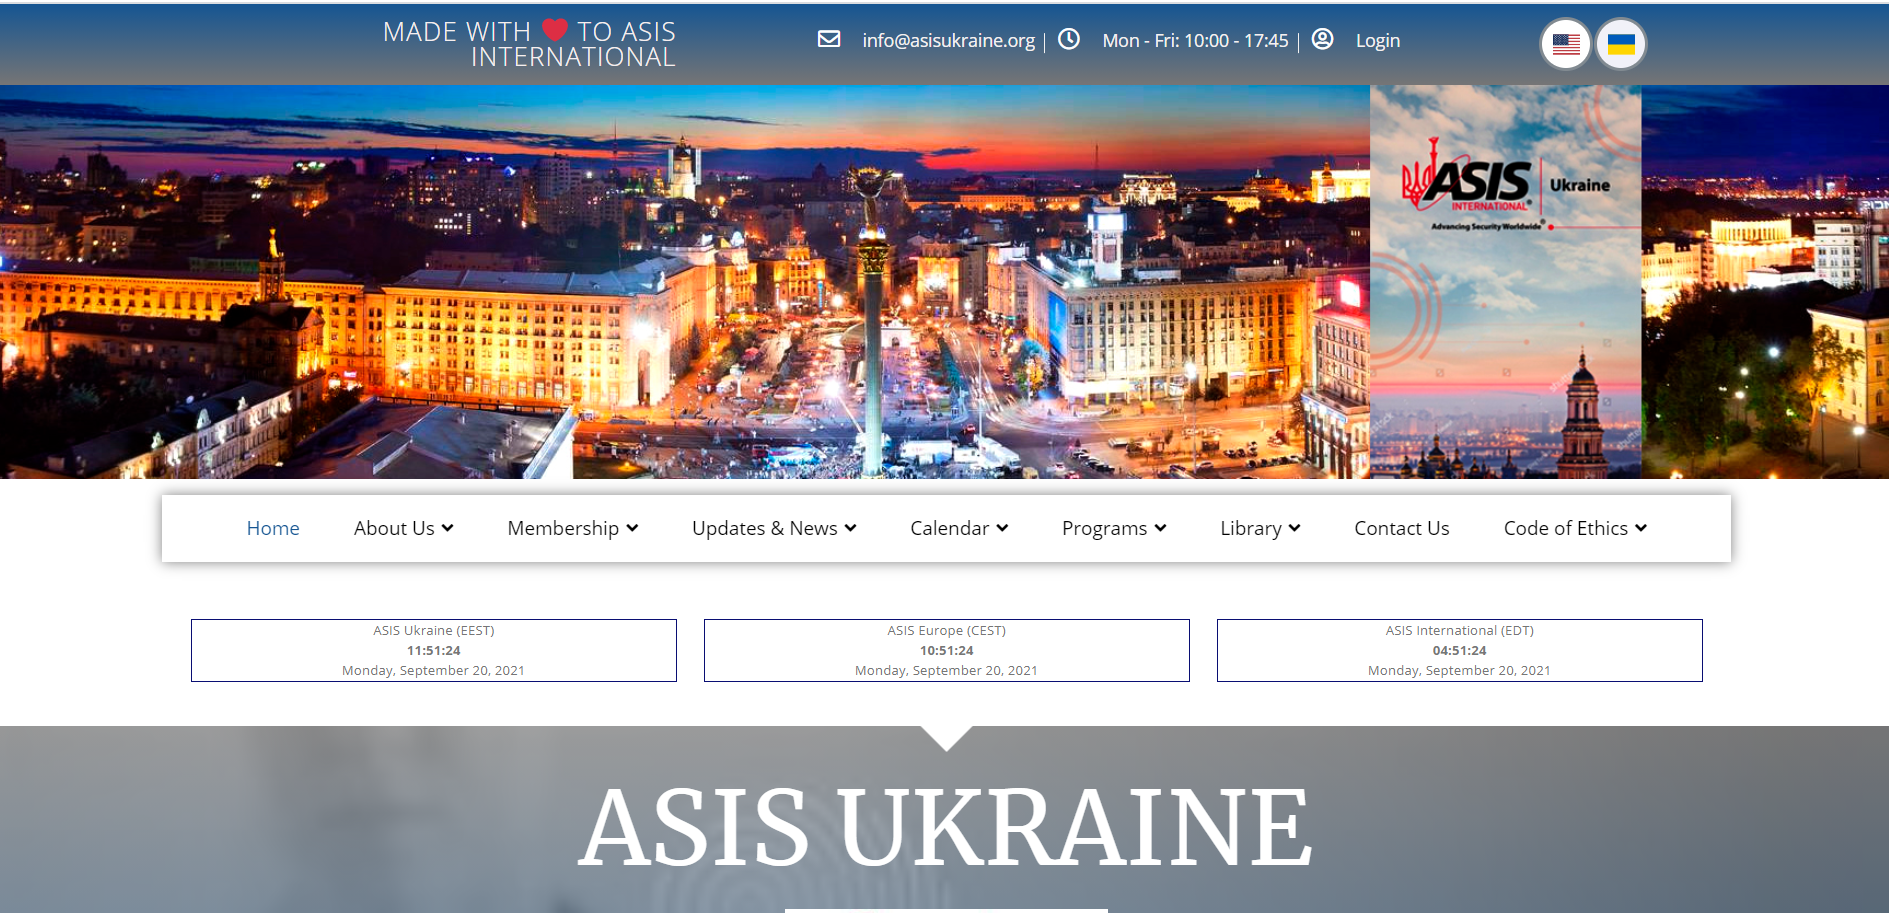 MADE WITH ❤ TO ASIS
INTERNATIONAL
info@asisukraine.org
Mon - Fri: 10:00 - 17:45
Login
ASIS
Ukraine
INTERNATIONAL®
Advancing Security Worldwide®
Home
About Us
Membership
Updates & News
Calendar
Programs
Library
Contact Us
Code of Ethics
ASIS Ukraine (EEST)
11:51:24
Monday, September 20, 2021
ASIS Europe (CEST)
10:51:24
Monday, September 20, 2021
ASIS International (EDT)
04:51:24
Monday, September 20, 2021
ASIS UKRAINE